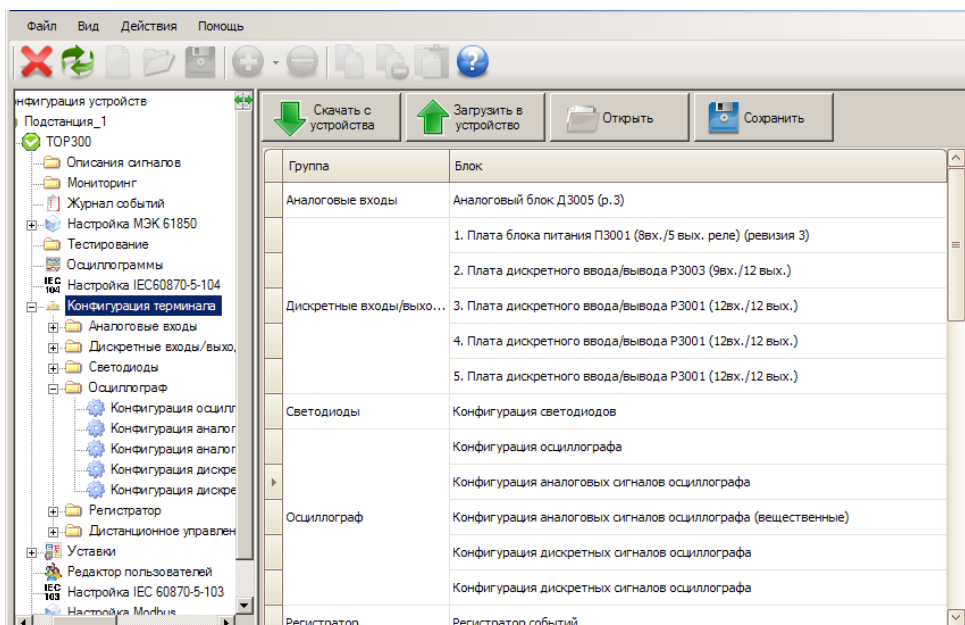 Файл Вид Действия Помощь
нфигурация устройств
Подстанция_1
ТОР300
Описания сигналов
Мониторинг
Журнал событий
Настройка МЭК 61850
Тестирование
Осциллограммы
IEC 104 Настройка IEC60870-5-104
Конфигурация терминала
Аналоговые входы
Дискретные входы/выхо,
Светодиоды
Осциллограф
Конфигурация осцилл
Конфигурация аналог
Конфигурация аналог
Конфигурация дискре
Конфигурация дискре
Регистратор
Дистанционное управлен
Уставки
Редактор пользователей
IEC 103 Настройка IEC 60870-5-103
Настройка Modbus
Скачать с
устройства
Загрузить в
устройство
Открыть
Сохранить
Группа Блок
Аналоговые входы Аналоговый блок Д3005 (р.3)
1. Плата блока питания П3001 (8вх./5 вых. реле) (ревизия 3)
2. Плата дискретного ввода/вывода Р3003 (9вх./12 вых.)
Дискретные входы/выхо... 3. Плата дискретного ввода/вывода Р3001 (12вх./12 вых.)
4. Плата дискретного ввода/вывода Р3001 (12вх./12 вых.)
5. Плата дискретного ввода/вывода Р3001 (12вх./12 вых.)
Светодиоды Конфигурация светодиодов
Конфигурация осциллографа
Конфигурация аналоговых сигналов осциллографа
Осциллограф Конфигурация аналоговых сигналов осциллографа (вещественные)
Конфигурация дискретных сигналов осциллографа
Конфигурация дискретных сигналов осциллографа
Регистратор Регистратор событий